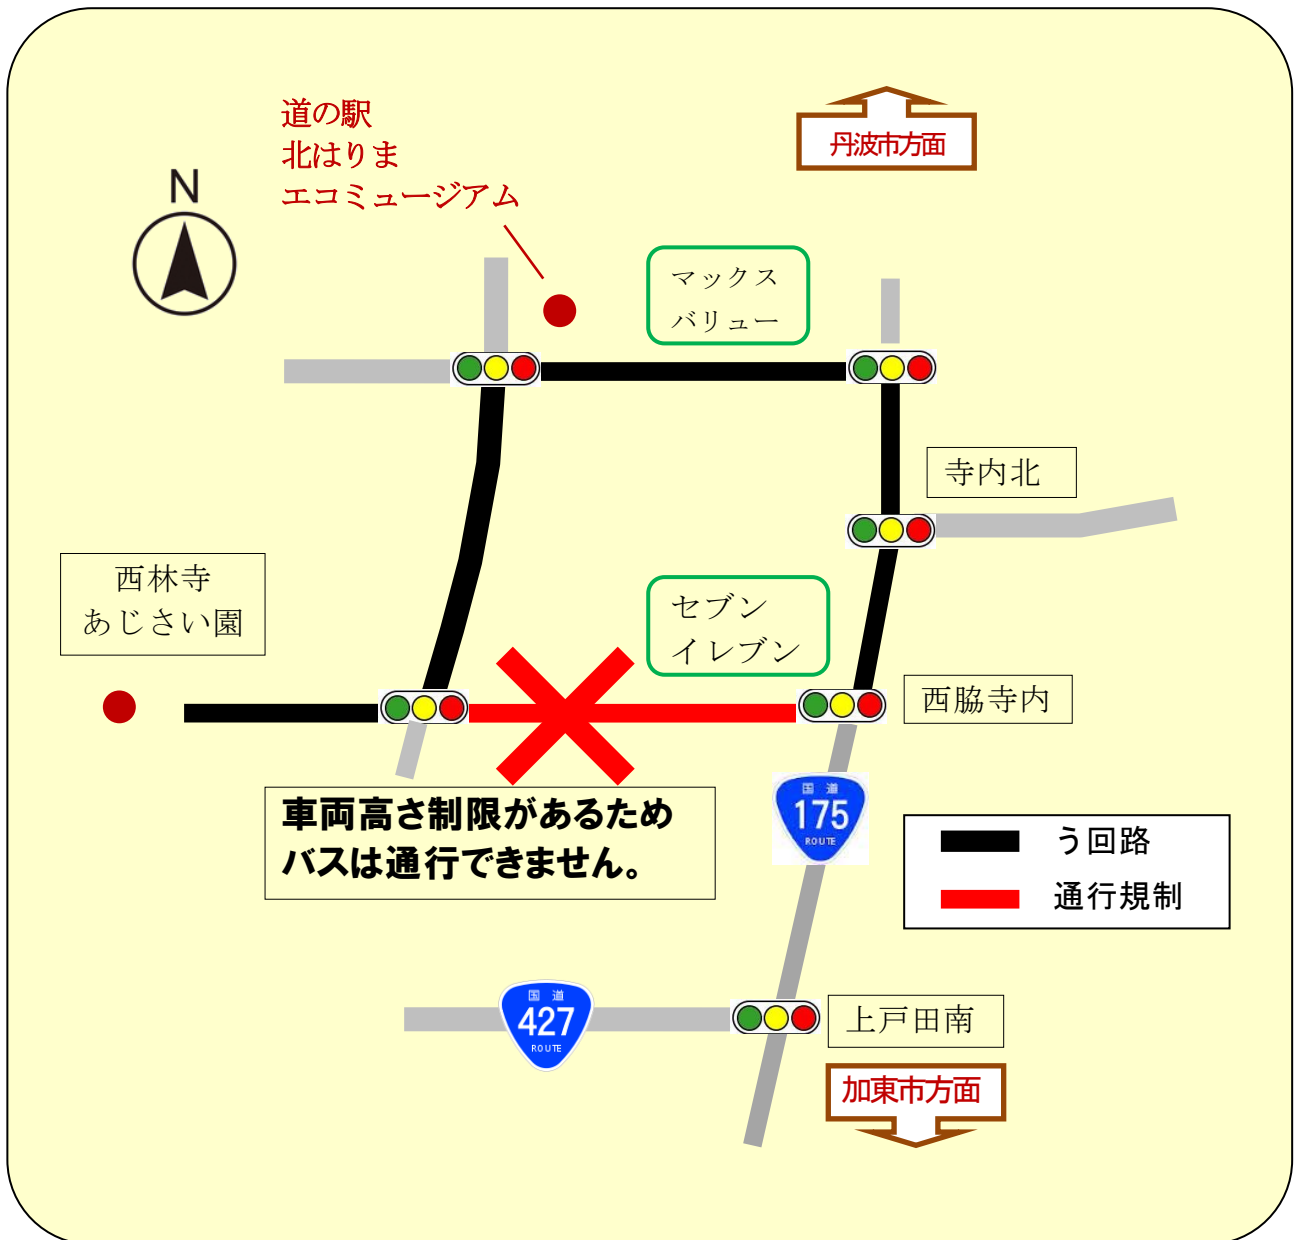 道の駅
北はりま
エコミュージアム
丹波市方面
N
マックス
バリュー
寺内北
西林寺
あじさい園
セブン
イレブン
西脇寺内
車両高さ制限があるため
バスは通行できません。
国道
175
ROUTE
う回路
通行規制
国道
427
ROUTE
上戸田南
加東市方面